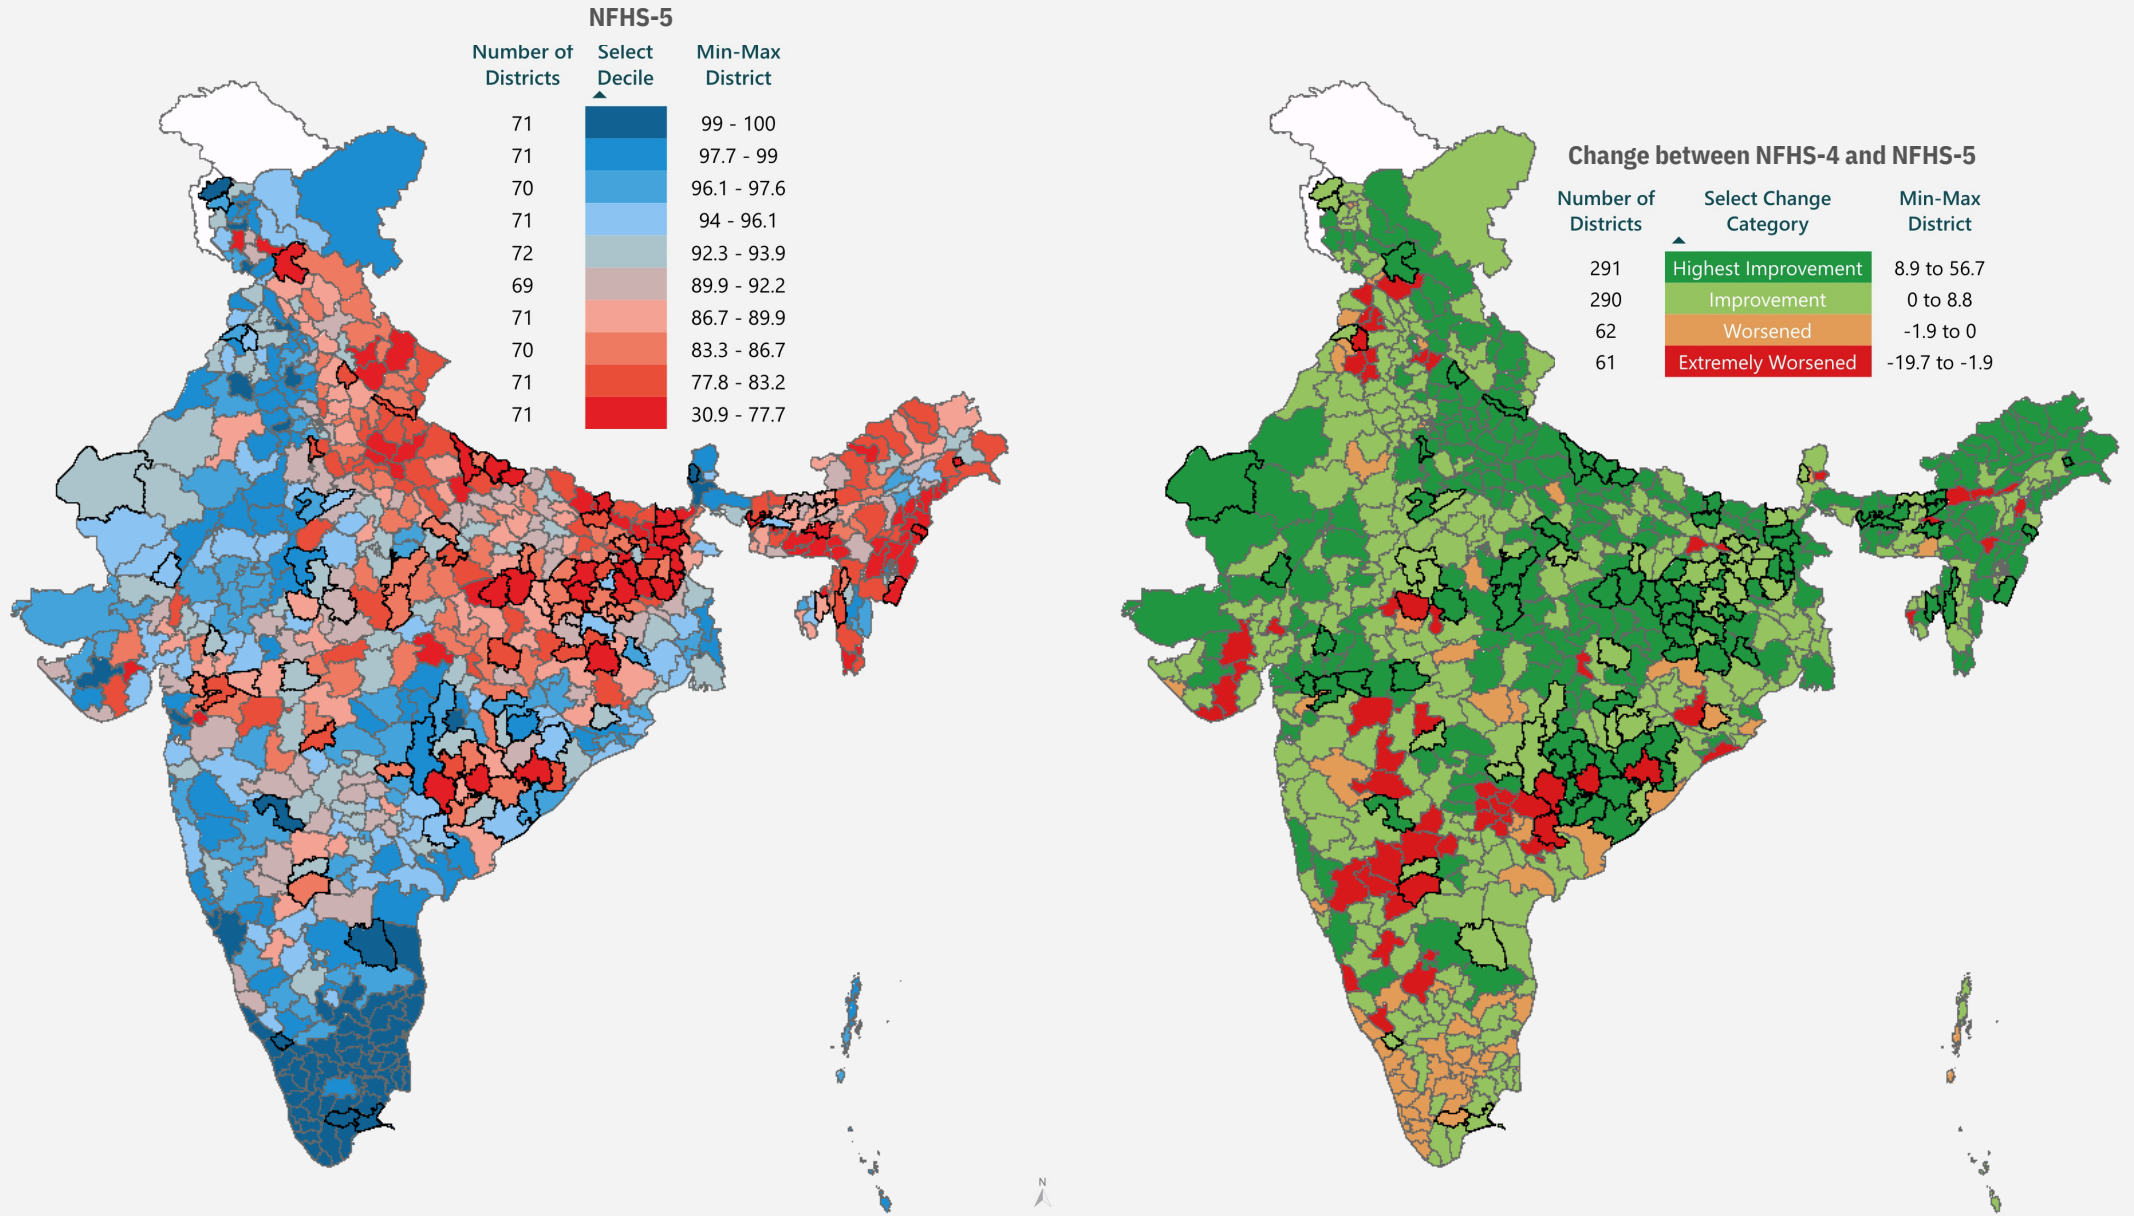 NFHS-5
Number of Districts Select Decile Min-Max District
71 99 - 100
71 97.7 - 99
70 96.1 - 97.6
71 94 - 96.1
72 92.3 - 93.9
69 89.9 - 92.2
71 86.7 - 89.9
70 83.3 - 86.7
71 77.8 - 83.2
71 30.9 - 77.7
Change between NFHS-4 and NFHS-5
Number of Districts Select Change Category Min-Max District
291 Highest Improvement 8.9 to 56.7
290 Improvement 0 to 8.8
62 Worsened -1.9 to 0
61 Extremely Worsened -19.7 to -1.9
N